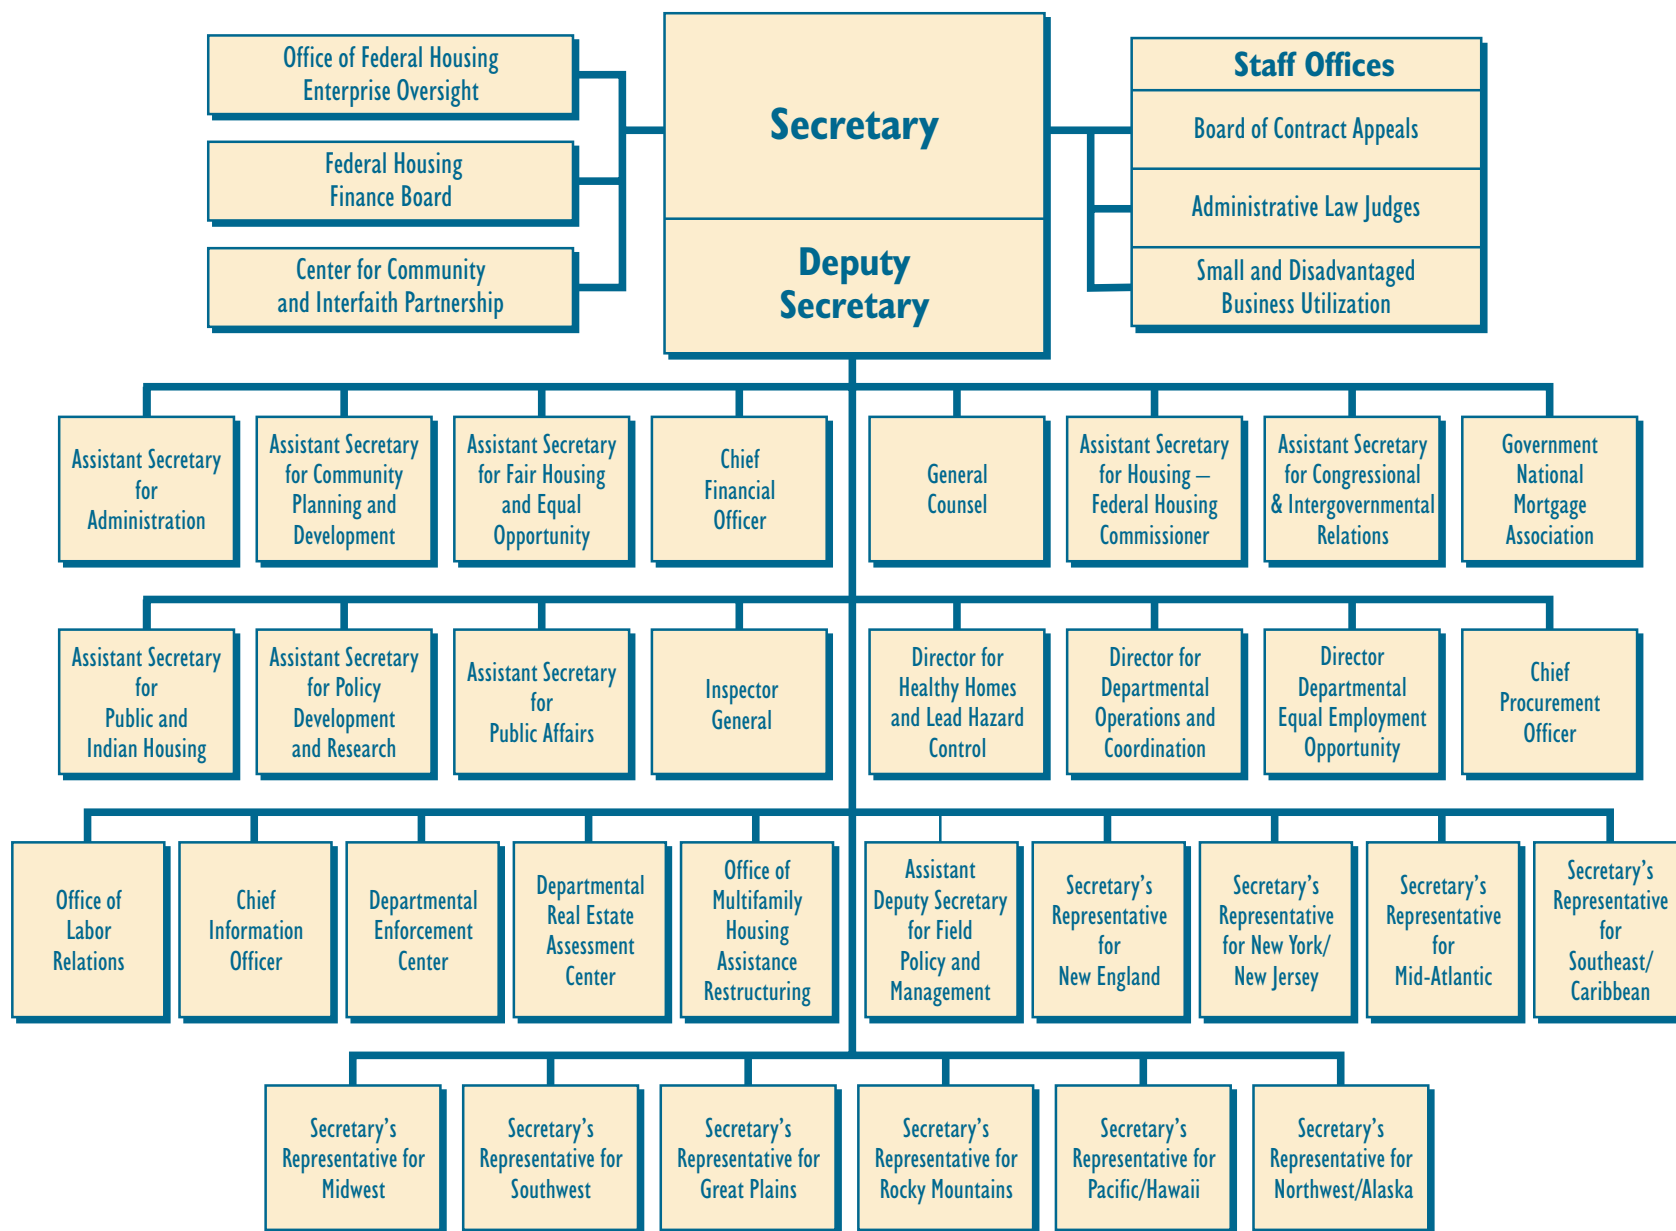 Office of Federal Housing
Enterprise Oversight
Federal Housing
Finance Board
Center for Community
and Interfaith Partnership
Secretary
Deputy
Secretary
Staff Offices
Board of Contract Appeals
Administrative Law Judges
Small and Disadvantaged
Business Utilization
Assistant Secretary
for
Administration
Assistant Secretary
for Community
Planning and
Development
Assistant Secretary
for Fair Housing
and Equal
Opportunity
Chief
Financial
Officer
General
Counsel
Assistant Secretary
for Housing –
Federal Housing
Commissioner
Assistant Secretary
for Congressional
& Intergovernmental
Relations
Government
National
Mortgage
Association
Assistant Secretary
for
Public and
Indian Housing
Assistant Secretary
for Policy
Development
and Research
Assistant Secretary
for
Public Affairs
Inspector
General
Director for
Healthy Homes
and Lead Hazard
Control
Director for
Departmental
Operations and
Coordination
Director
Departmental
Equal Employment
Opportunity
Chief
Procurement
Officer
Office of
Labor
Relations
Chief
Information
Officer
Departmental
Enforcement
Center
Departmental
Real Estate
Assessment
Center
Office of
Multifamily
Housing
Assistance
Restructuring
Assistant
Deputy Secretary
for Field
Policy and
Management
Secretary’s
Representative
for
New England
Secretary’s
Representative
for New York/
New Jersey
Secretary’s
Representative
for
Mid-Atlantic
Secretary’s
Representative
for
Southeast/
Caribbean
Secretary’s
Representative for
Midwest
Secretary’s
Representative for
Southwest
Secretary’s
Representative for
Great Plains
Secretary’s
Representative for
Rocky Mountains
Secretary’s
Representative for
Pacific/Hawaii
Secretary’s
Representative for
Northwest/Alaska